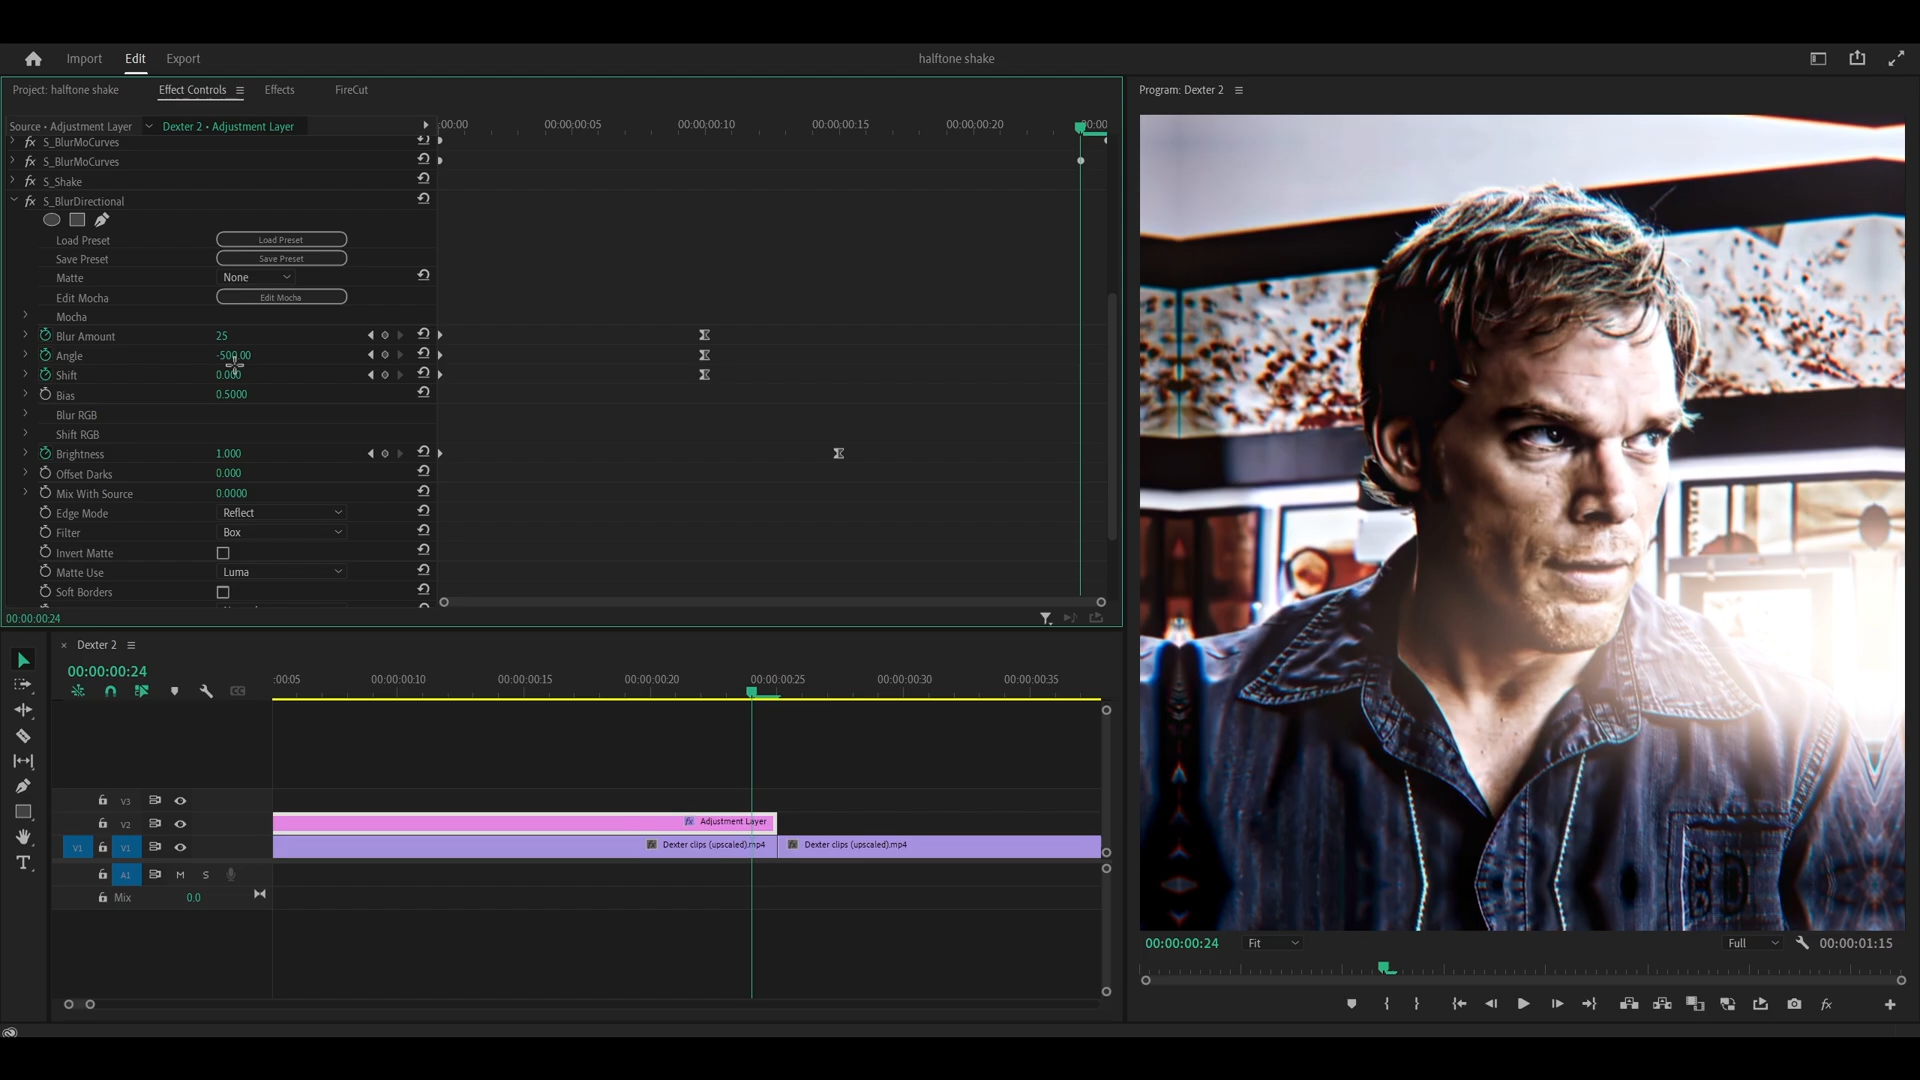 Import Edit Export halftone shake
Project: halftone shake Effect Controls Effects FireCut Program: Dexter 2
Source • Adjustment Layer Dexter 2 • Adjustment Layer :00:00 00:00:00:05 00:00:00:10 00:00:00:15 00:00:00:20 00:00
fx S_BlurMoCurves
fx S_BlurMoCurves
fx S_Shake
fx S_BlurDirectional
Load Preset Load Preset
Save Preset Save Preset
Matte None
Edit Mocha Edit Mocha
Mocha
Blur Amount 25
Angle -500.00
Shift 0.000
Bias 0.5000
Blur RGB
Shift RGB
Brightness 1.000
Offset Darks 0.000
Mix With Source 0.0000
Edge Mode Reflect
Filter Box
Invert Matte
Matte Use Luma
Soft Borders
00:00:00:24
× Dexter 2
00:00:00:24
:00:05 00:00:00:10 00:00:00:15 00:00:00:20 00:00:00:25 00:00:00:30 00:00:00:35
V3
V2 fx Adjustment Layer
V1 V1 fx Dexter clips (upscaled).mp4 fx Dexter clips (upscaled).mp4
A1 M S
Mix 0.0
00:00:00:24 Fit Full 00:00:01:15
fx